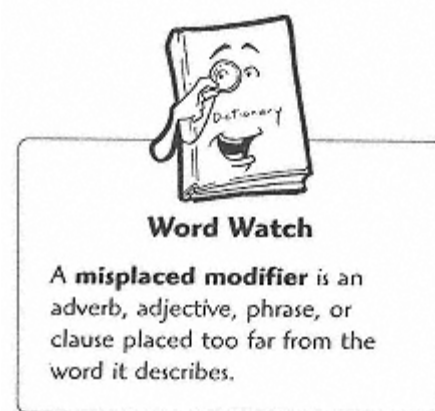 Dictionary
Word Watch
A misplaced modifier is an
adverb, adjective, phrase, or
clause placed too far from the
word it describes.